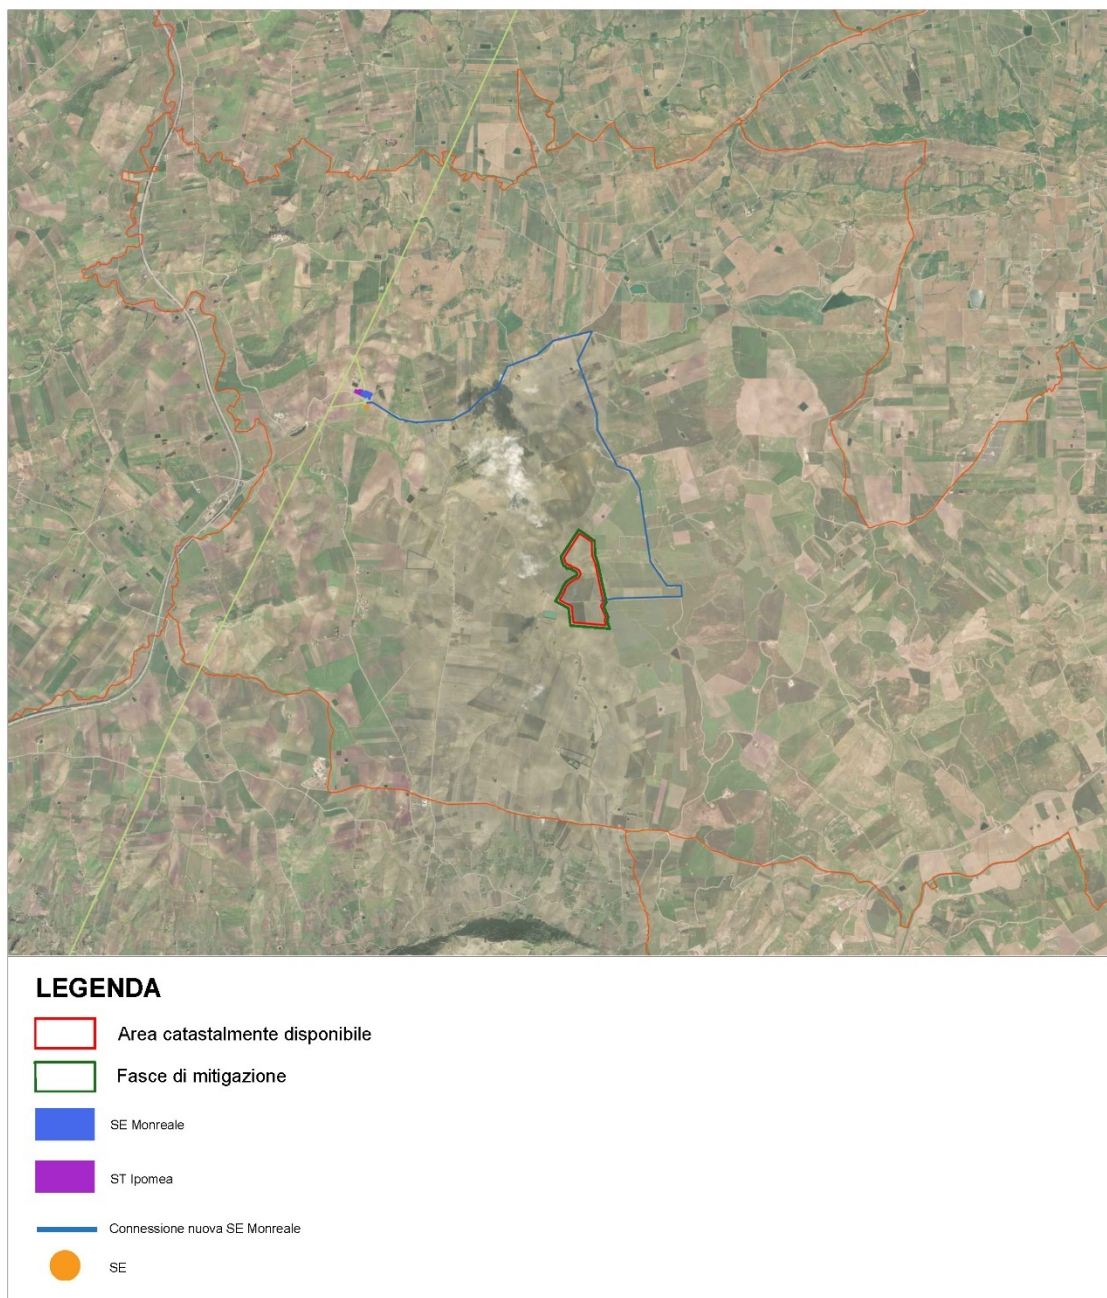 LEGENDA
Area catastalmente disponibile
Fasce di mitigazione
SE Monreale
ST Ipomea
Connessione nuova SE Monreale
SE